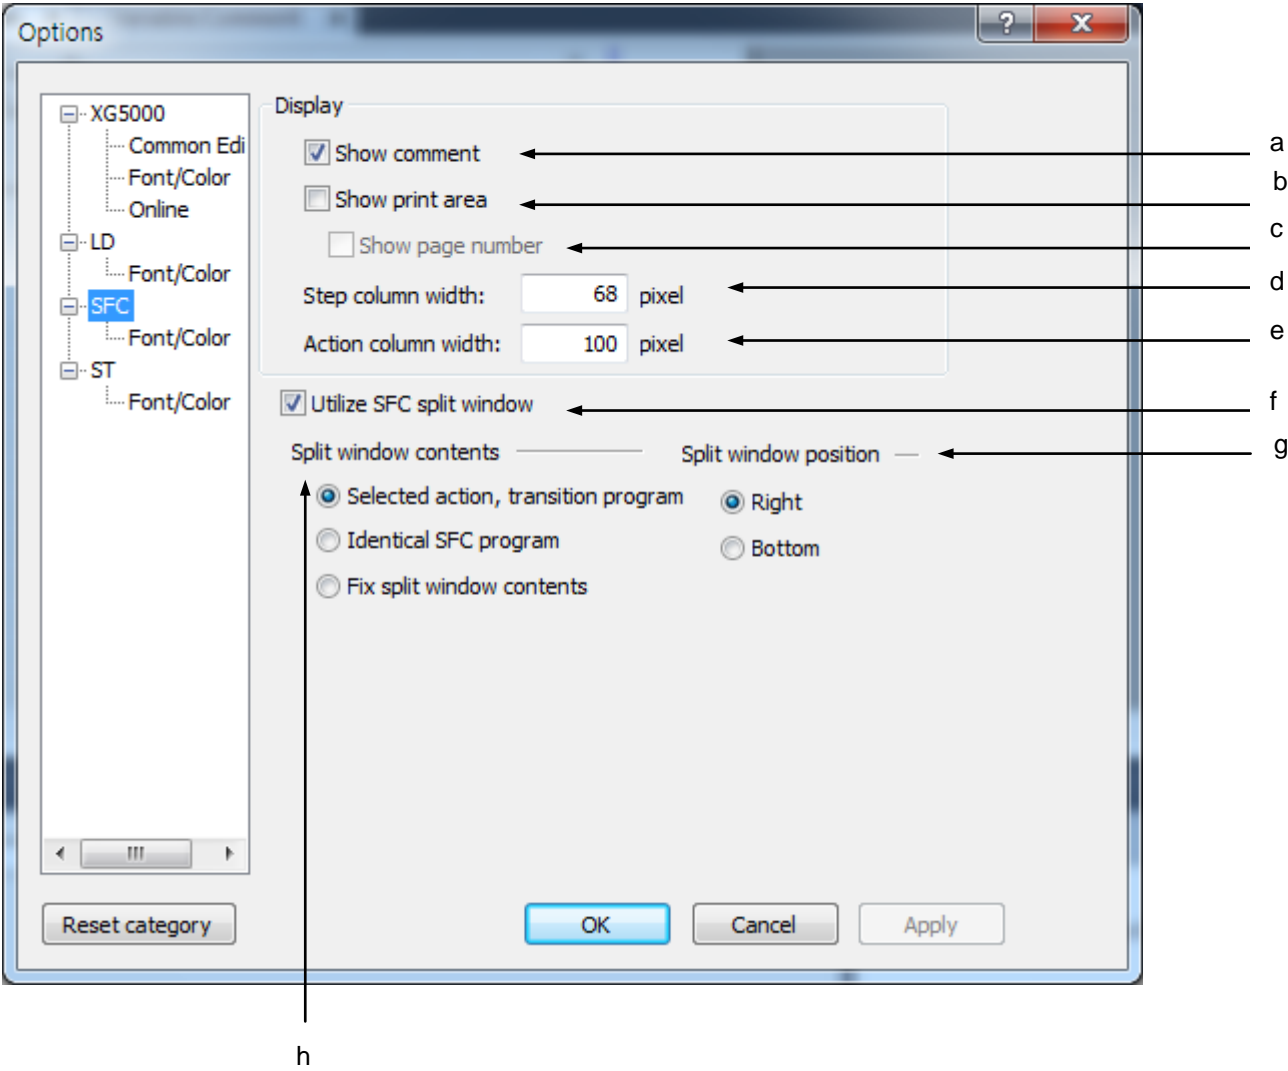 Options
?
XG5000
Common Edi
Font/Color
Online
LD
Font/Color
SFC
Font/Color
ST
Font/Color
Reset category
Display
Show comment
Show print area
Show page number
Step column width: 68 pixel
Action column width: 100 pixel
Utilize SFC split window
Split window contents
Selected action, transition program
Identical SFC program
Fix split window contents
Split window position
Right
Bottom
OK
Cancel
Apply
a
b
c
d
e
f
g
h